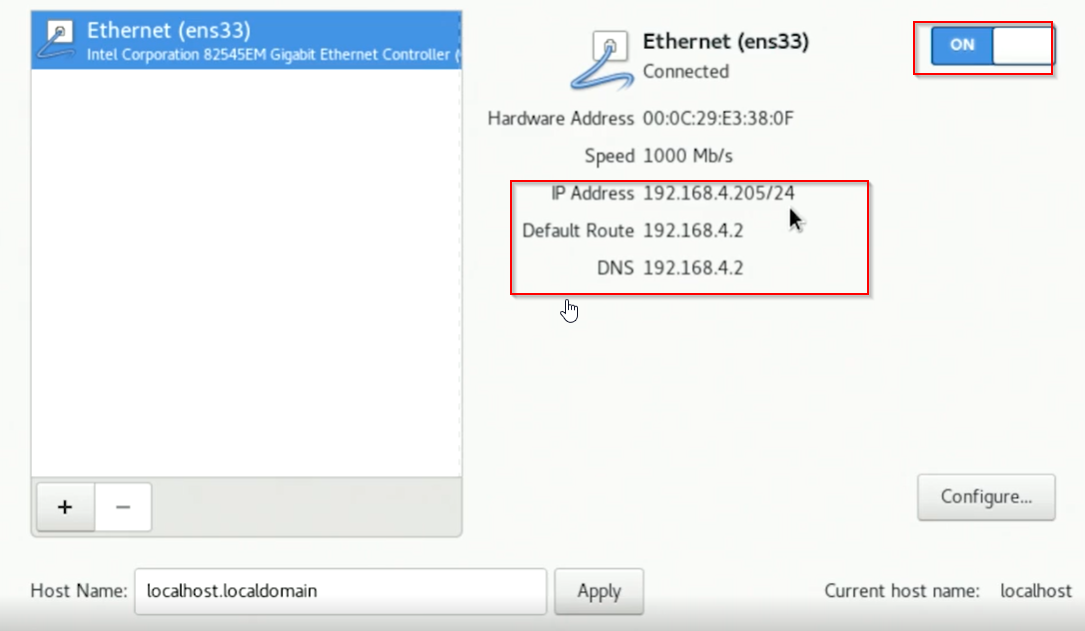 Ethernet (ens33)
Intel Corporation 82545EM Gigabit Ethernet Controller (
Ethernet (ens33)
Connected
ON
Hardware Address 00:0C:29:E3:38:0F
Speed 1000 Mb/s
IP Address 192.168.4.205/24
Default Route 192.168.4.2
DNS 192.168.4.2
+ −
Configure...
Host Name: localhost.localdomain Apply Current host name: localhost